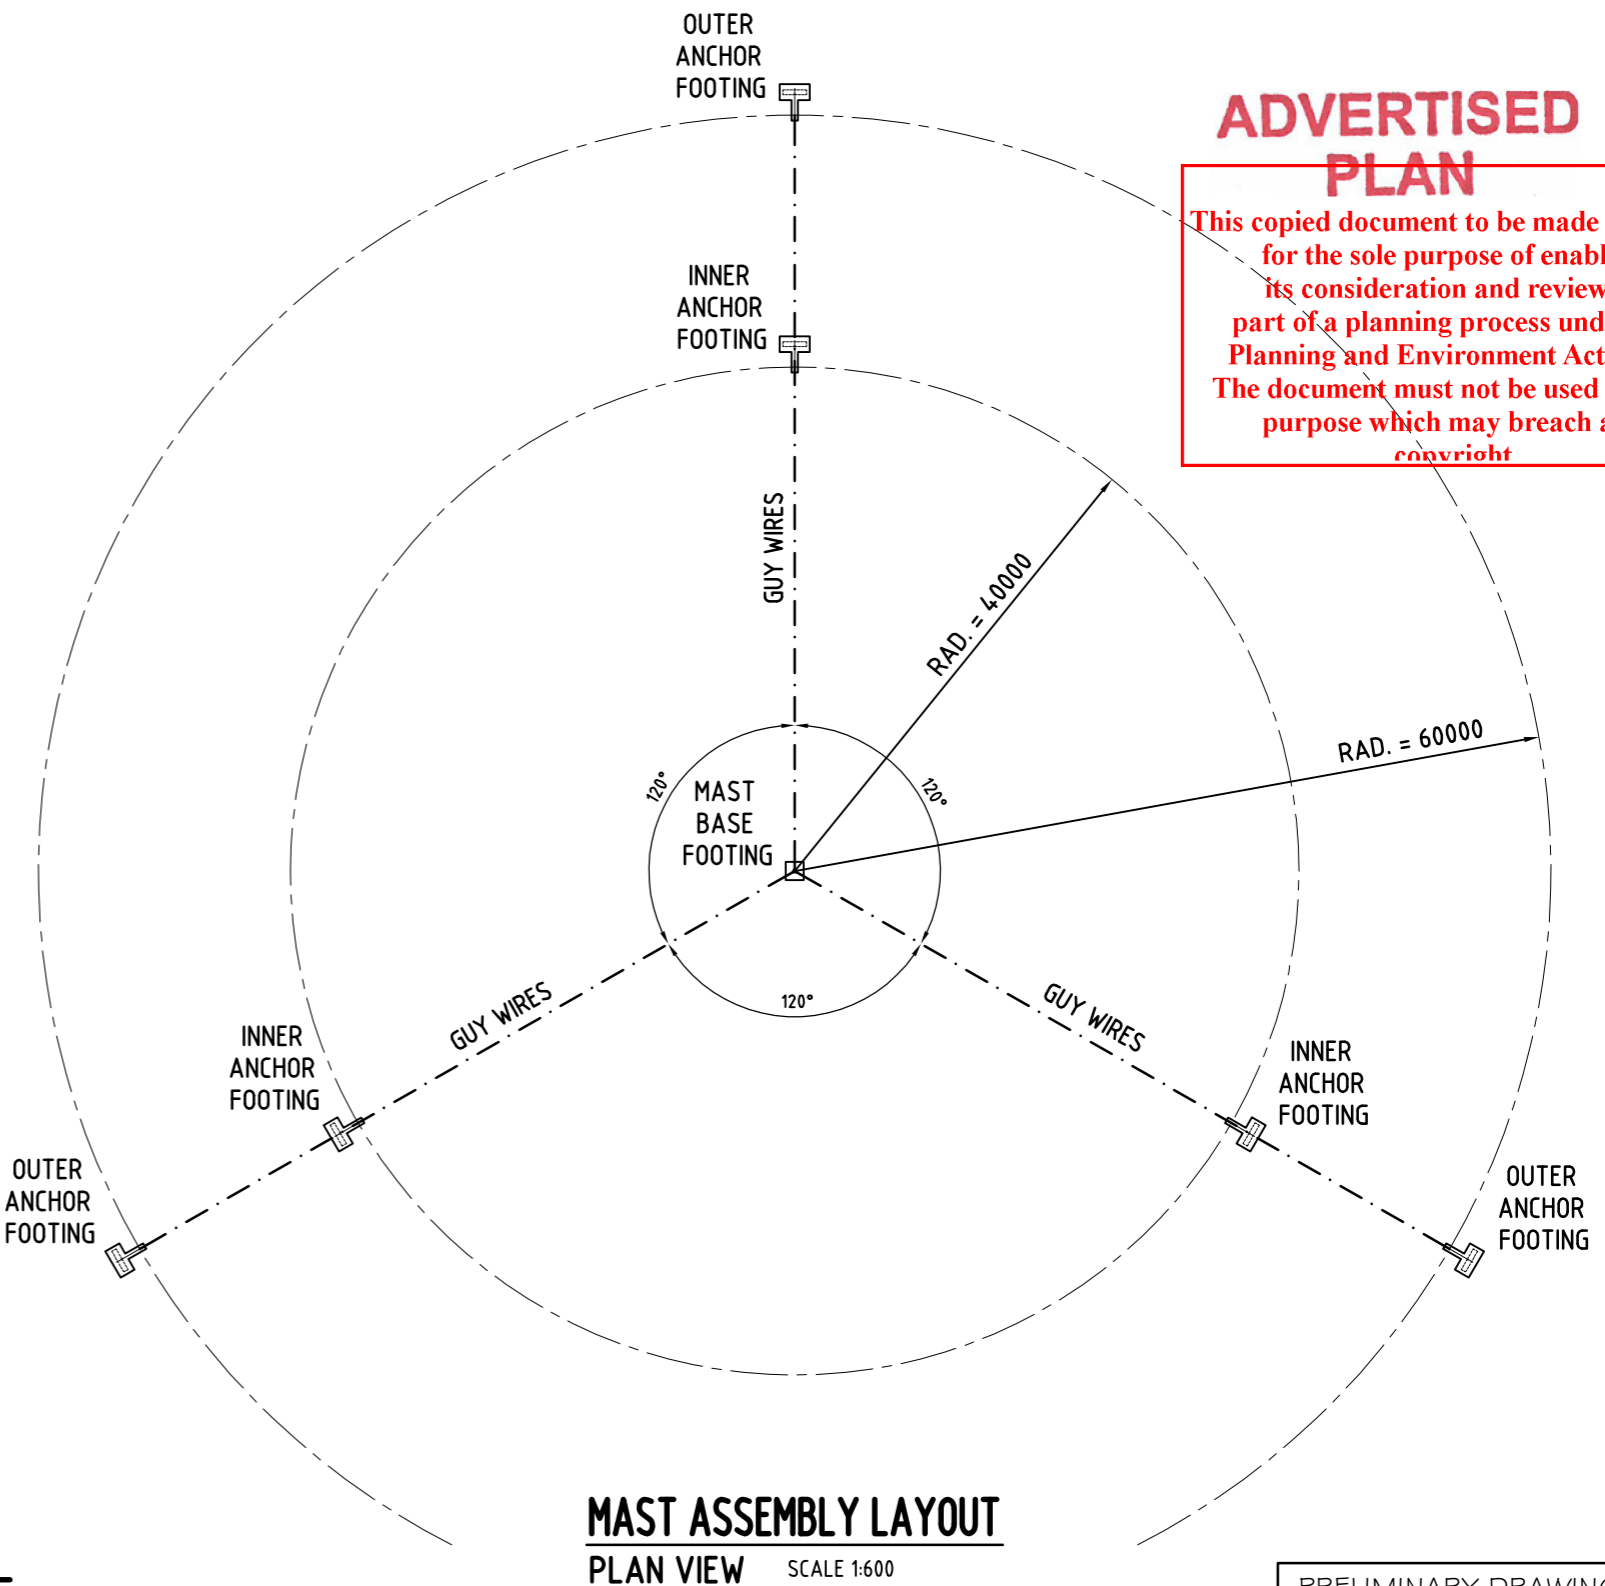 OUTER
ANCHOR
FOOTING
ADVERTISED
PLAN
This copied document to be made
for the sole purpose of enabl
its consideration and review
part of a planning process und
Planning and Environment Act
The document must not be used
purpose which may breach a
copyright
INNER
ANCHOR
FOOTING
GUY WIRES
RAD. = 40000
RAD. = 60000
120°
120°
MAST
BASE
FOOTING
120°
GUY WIRES
GUY WIRES
INNER
ANCHOR
FOOTING
INNER
ANCHOR
FOOTING
OUTER
ANCHOR
FOOTING
OUTER
ANCHOR
FOOTING
MAST ASSEMBLY LAYOUT
PLAN VIEW SCALE 1:600
PRELIMINARY DRAWING